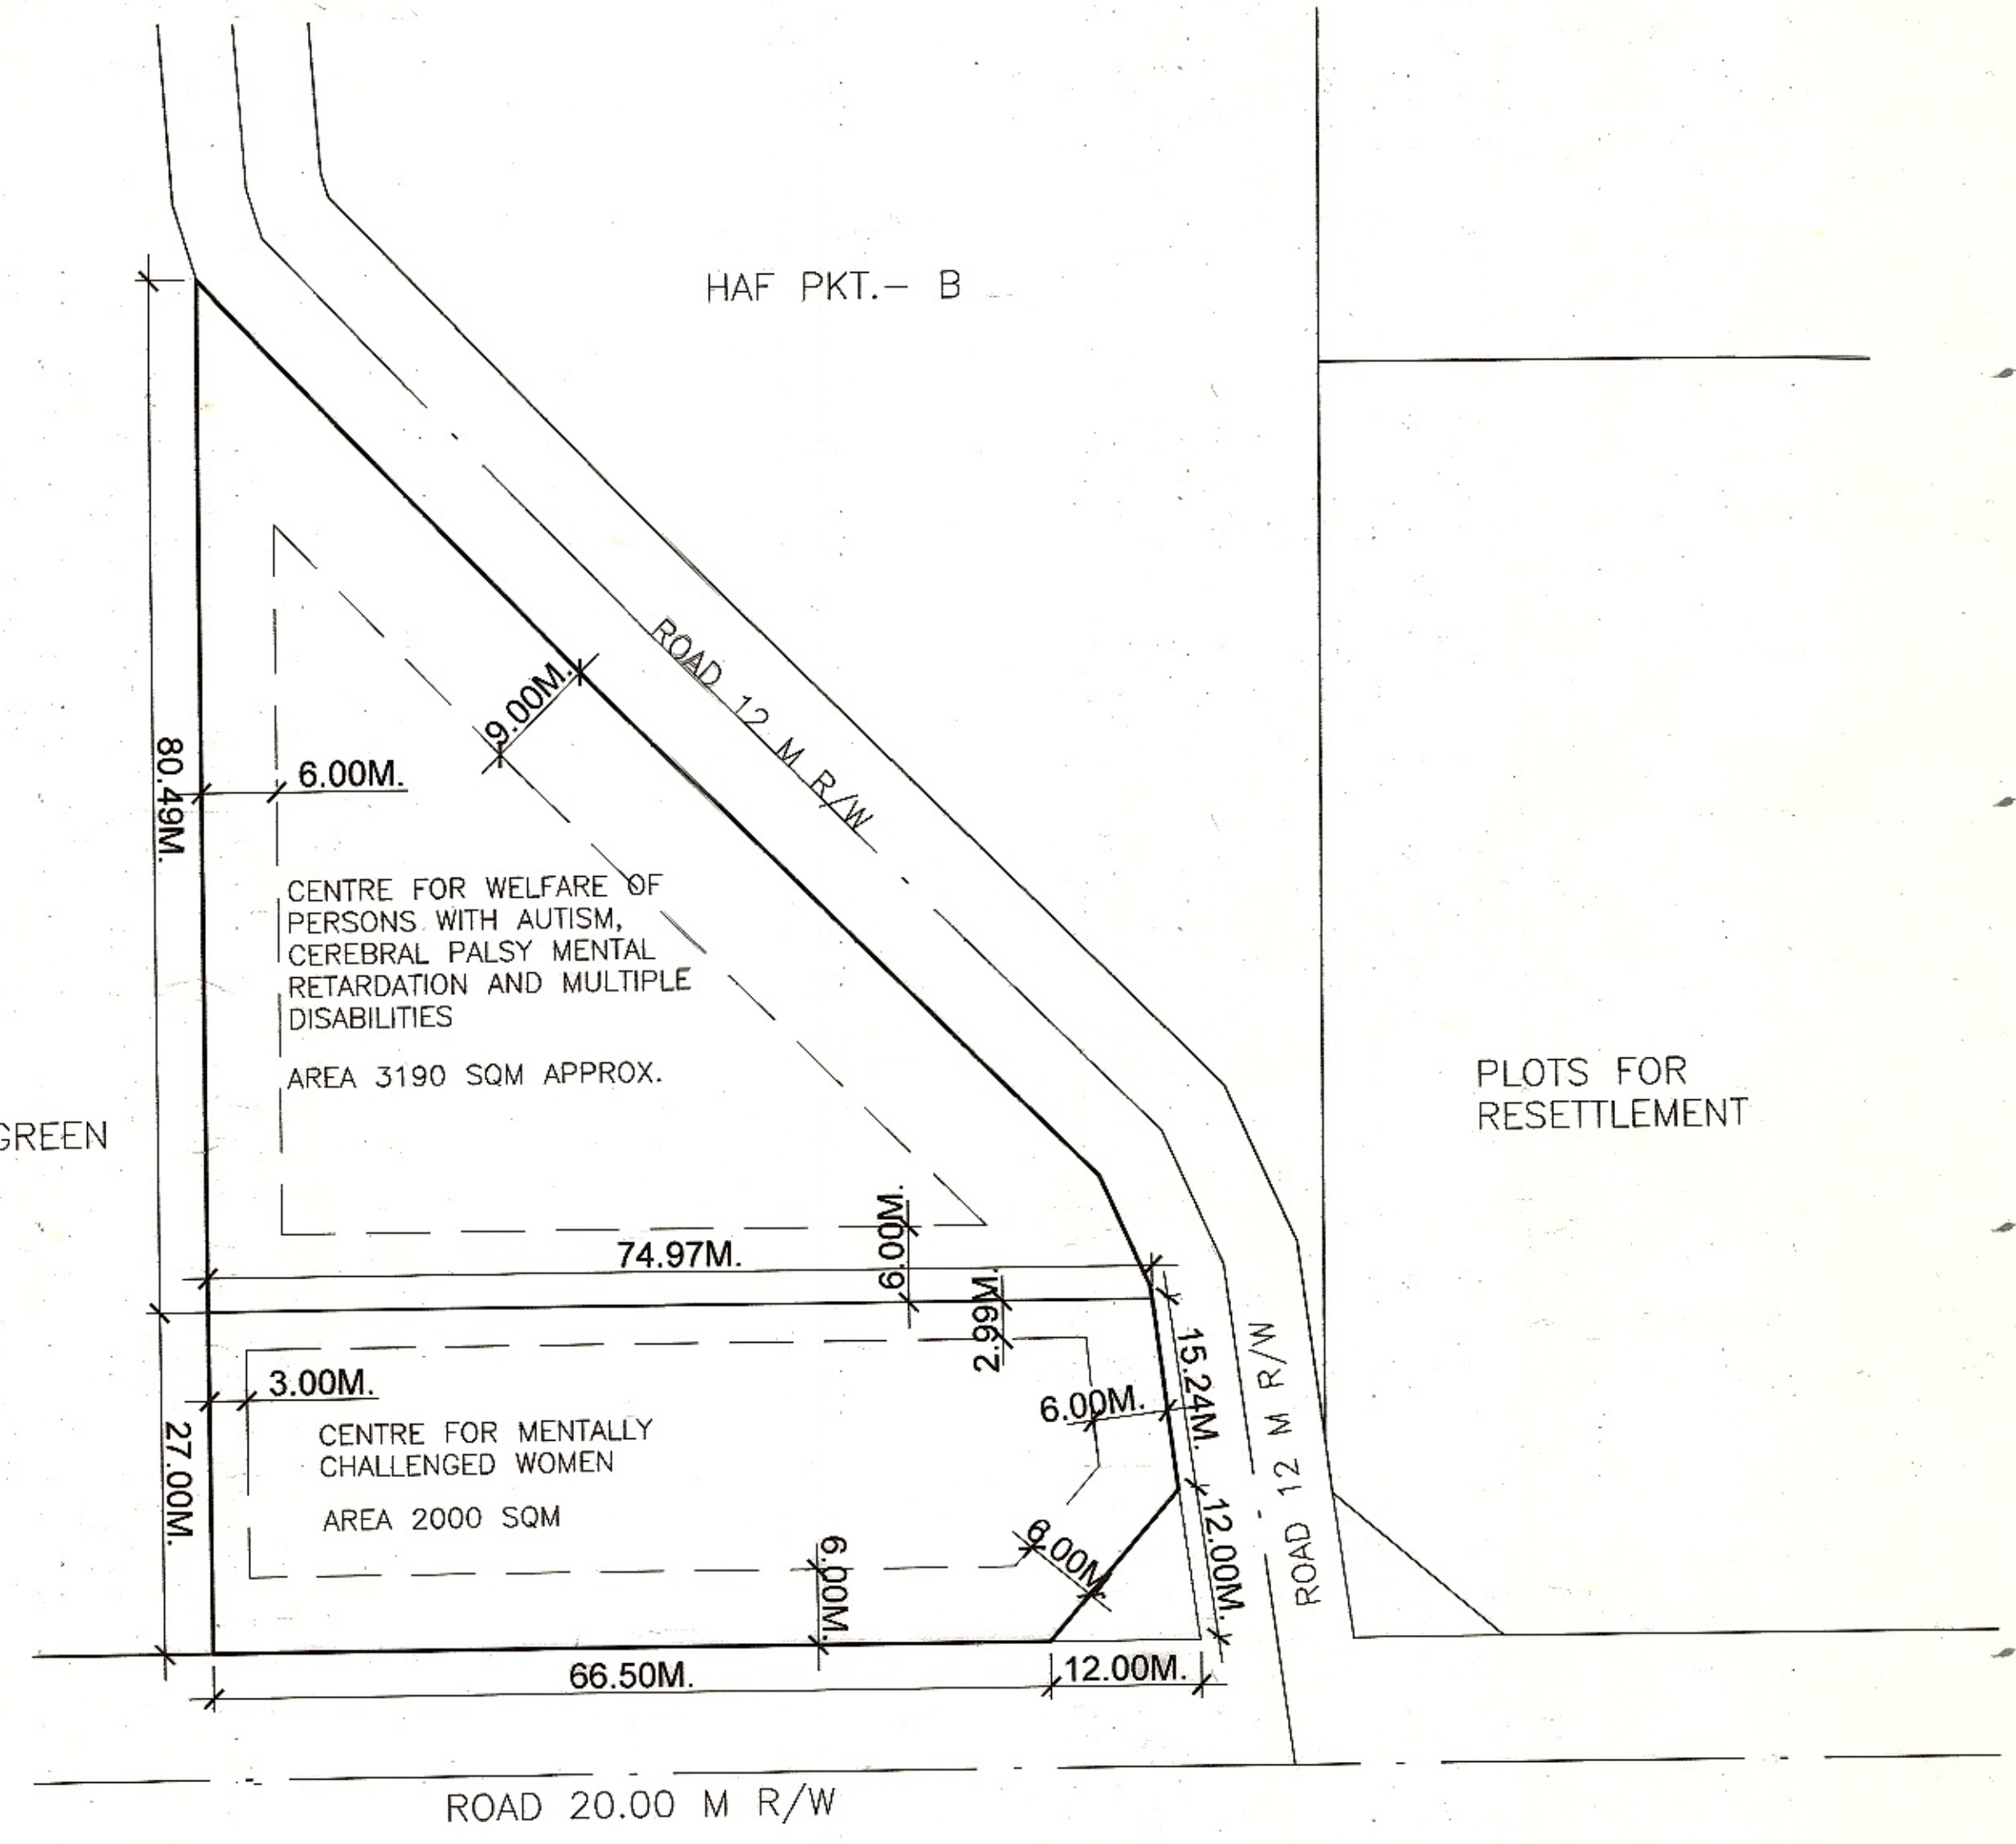 HAF PKT.- B
ROAD 12 M R/W
9.00M.
6.00M.
80.49M.
CENTRE FOR WELFARE OF
PERSONS WITH AUTISM,
CEREBRAL PALSY MENTAL
RETARDATION AND MULTIPLE
DISABILITIES
AREA 3190 SQM APPROX.
GREEN
PLOTS FOR
RESETTLEMENT
74.97M.
6.00M.
2.99M.
15.24M.
ROAD 12 M R/W
3.00M.
6.00M.
27.00M.
CENTRE FOR MENTALLY
CHALLENGED WOMEN
AREA 2000 SQM
6.00M.
6.00M.
12.00M.
66.50M.
12.00M.
ROAD 20.00 M R/W